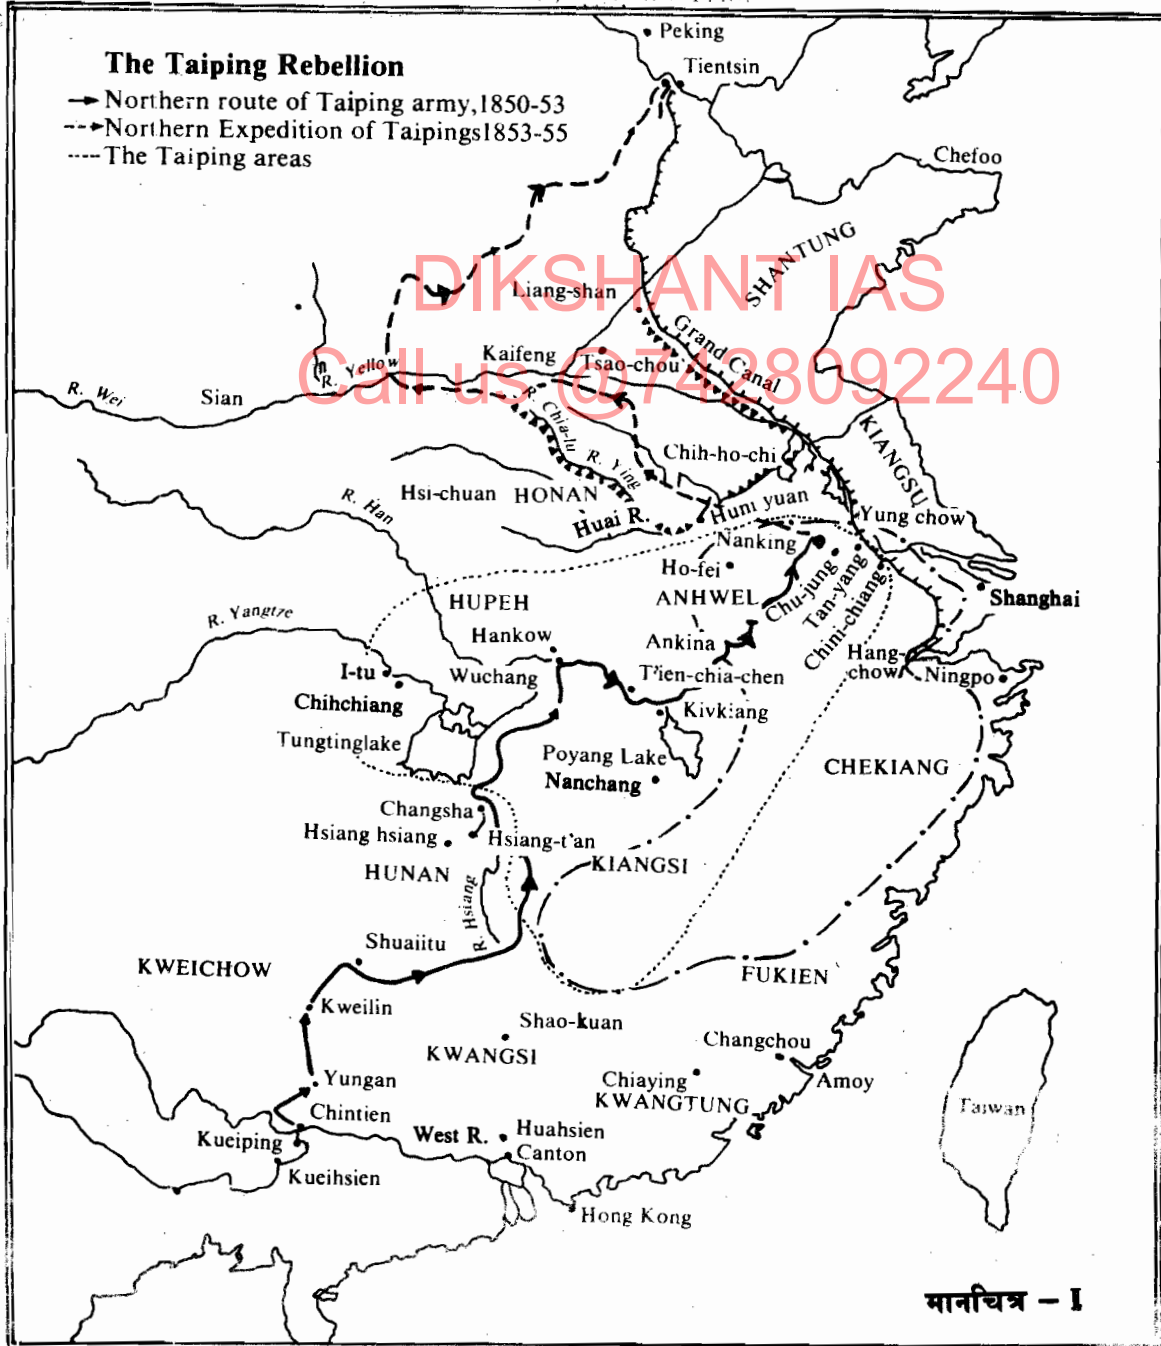 The Taiping Rebellion
Northern route of Taiping army,1850-53
Northern Expedition of Taipings1853-55
The Taiping areas
Peking
Tientsin
Chefoo
SHANTUNG
DIKSHANT IAS
Liang-shan
Grand Canal
Call us @7428092240
Kaifeng
Tsao-chou
R. Yellow
R. Wei
Sian
R. Chia-lu
R. Ying
Chih-ho-chi
KIANGSU
Hsi-chuan
HONAN
R. Han
Huai R.
Huni yuan
Yung chow
Nanking
Ho-fei
Chu-jung
Tan-yang
Chini-chiang
ANHWEL
Shanghai
HUPEH
R. Yangtze
Hankow
Ankina
Hang-
chow
Ningpo
I-tu
Wuchang
T'ien-chia-chen
Chihchiang
Kivkiang
Tungtinglake
Poyang Lake
Nanchang
CHEKIANG
Changsha
Hsiang hsiang
Hsiang-t'an
HUNAN
KIANGSI
R. Hsiang
Shuaiitu
KWEICHOW
FUKIEN
Kweilin
Shao-kuan
KWANGSI
Changchou
Yungan
Chiaying
Amoy
KWANGTUNG
Chintien
Taiwan
Kueiping
West R.
Huahsien
Canton
Kueihsien
Hong Kong
मानचित्र – I